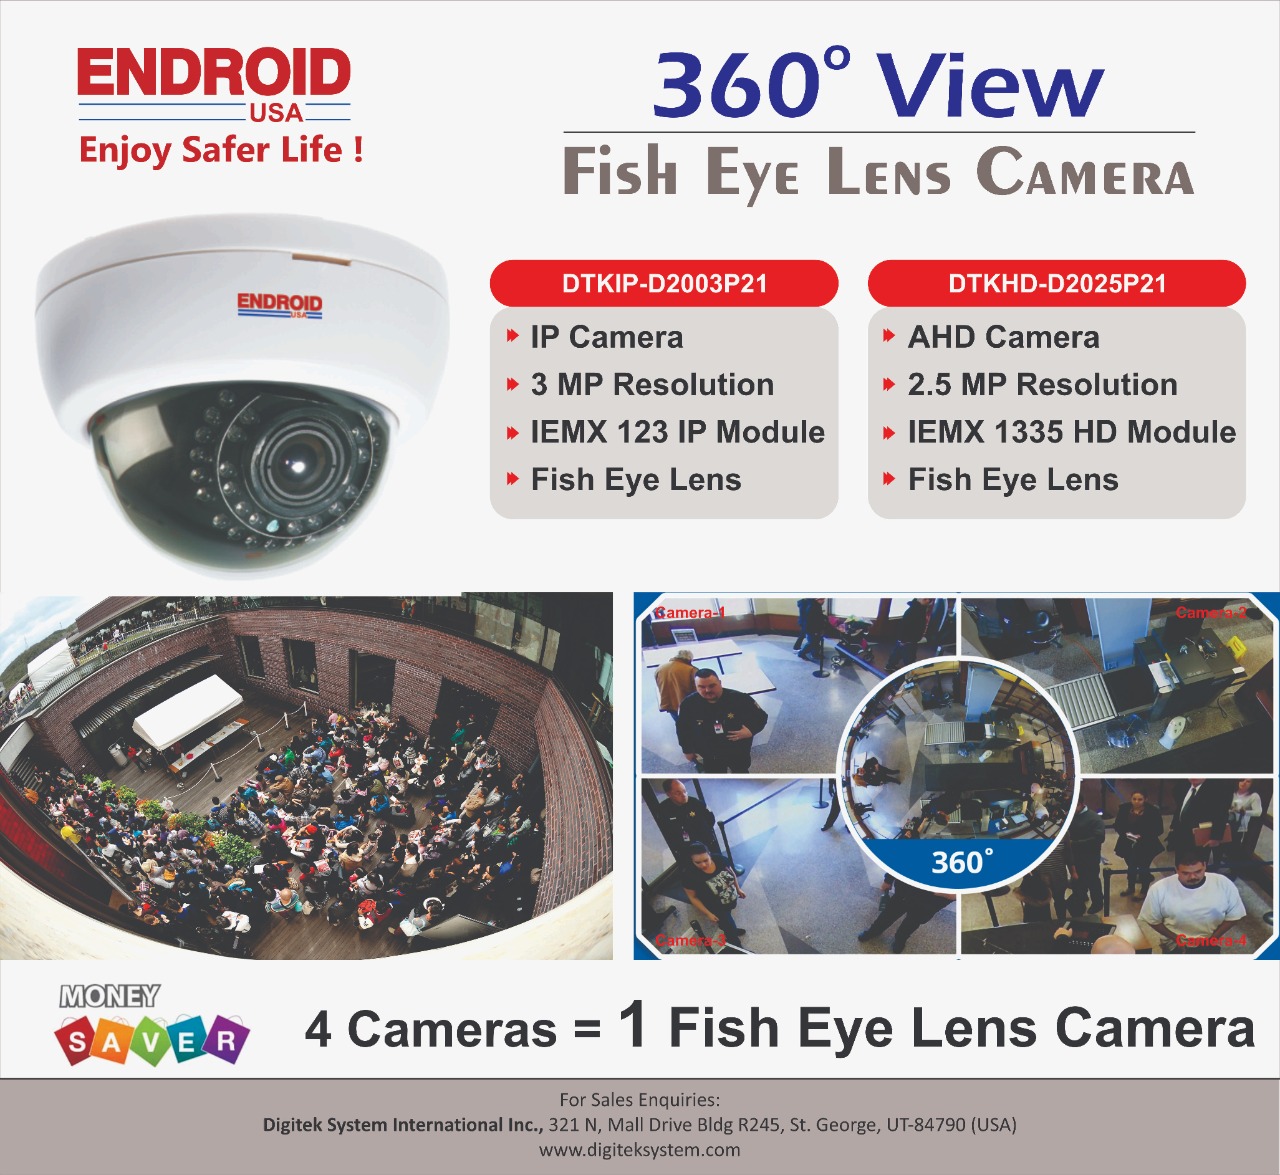 ENDROID
USA
Enjoy Safer Life !
360° View
Fish Eye Lens Camera
ENDROID
USA
DTKIP-D2003P21
IP Camera
3 MP Resolution
IEMX 123 IP Module
Fish Eye Lens
DTKHD-D2025P21
AHD Camera
2.5 MP Resolution
IEMX 1335 HD Module
Fish Eye Lens
Camera-1
Camera-2
360°
Camera-3
Camera-4
MONEY
SAVER
4 Cameras = 1 Fish Eye Lens Camera
For Sales Enquiries:
Digitek System International Inc., 321 N, Mall Drive Bldg R245, St. George, UT-84790 (USA)
www.digiteksystem.com